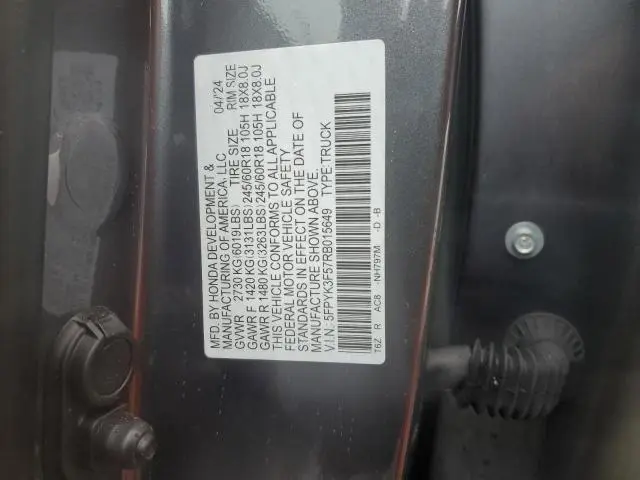 MFD. BY HONDA DEVELOPMENT & 04/'24
MANUFACTURING OF AMERICA, LLC.
GVWR 2730 KG(6019LBS) TIRE SIZE RIM SIZE
GAWR F 1420 KG(3131LBS)245/60R18 105H 18X8.0J
GAWR R 1480 KG(3263LBS)245/60R18 105H 18X8.0J
THIS VEHICLE CONFORMS TO ALL APPLICABLE
FEDERAL MOTOR VEHICLE SAFETY
STANDARDS IN EFFECT ON THE DATE OF
MANUFACTURE SHOWN ABOVE.
V.I.N.:5FPYK3F57RB015649 TYPE:TRUCK
T6Z R AC8 NH797M -D -B